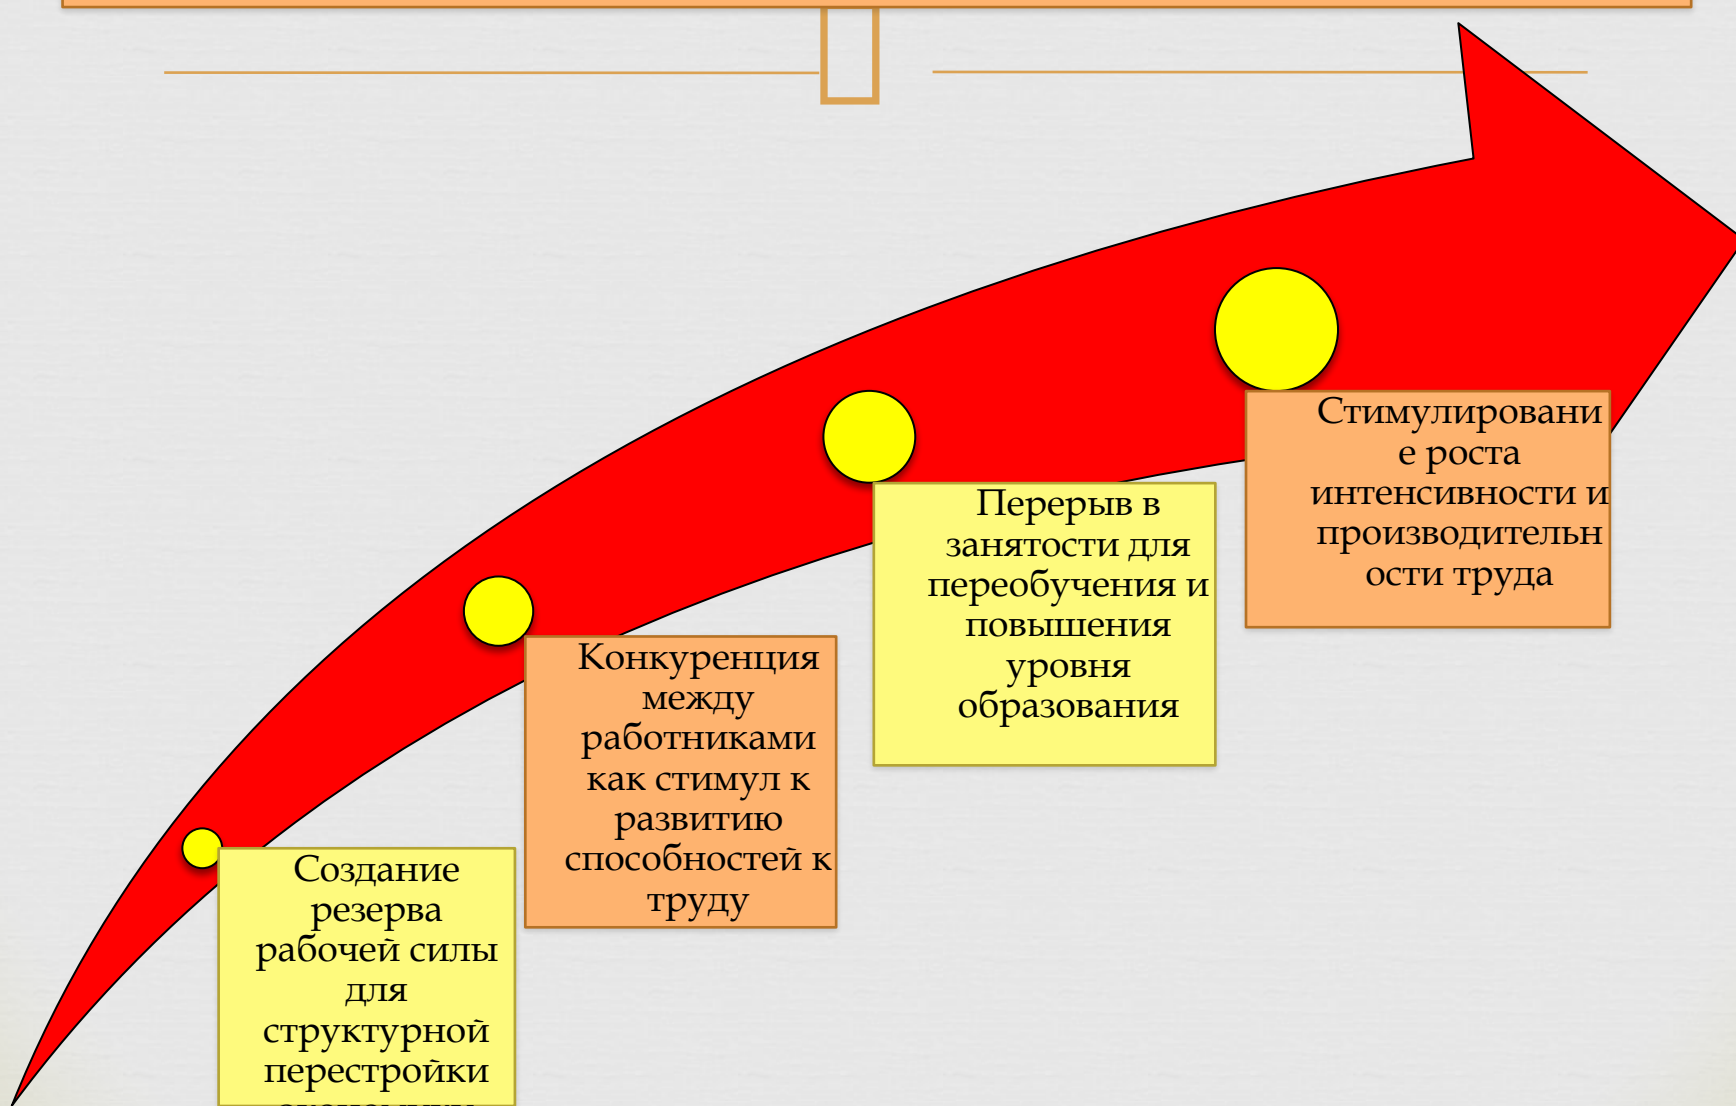 Создание
резерва
рабочей силы
для
структурной
перестройки
Конкуренция
между
работниками
как стимул к
развитию
способностей к
труду
Перерыв в
занятости для
переобучения и
повышения
уровня
образования
Стимулировани
е роста
интенсивности и
производительн
ости труда